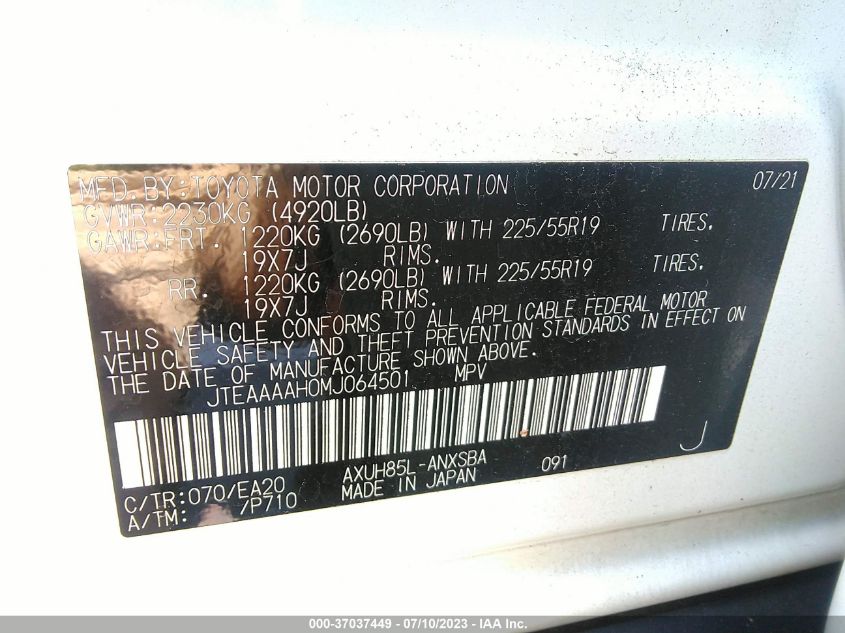 MFD. BY: TOYOTA MOTOR CORPORATION 07/21
GVWR: 2230KG (4920LB)
GAWR: FRT. 1220KG (2690LB) WITH 225/55R19 TIRES.
19X7J RIMS.
RR. 1220KG (2690LB) WITH 225/55R19 TIRES.
19X7J RIMS.
THIS VEHICLE CONFORMS TO ALL APPLICABLE FEDERAL MOTOR
VEHICLE SAFETY AND THEFT PREVENTION STANDARDS IN EFFECT ON
THE DATE OF MANUFACTURE SHOWN ABOVE.
JTEAAAAH0MJ064501 MPV
C/TR: 070/EA20 AXUH85L-ANXSBA 091 J
A/TM: /P710 MADE IN JAPAN
000-37037449 - 07/10/2023 - IAA Inc.